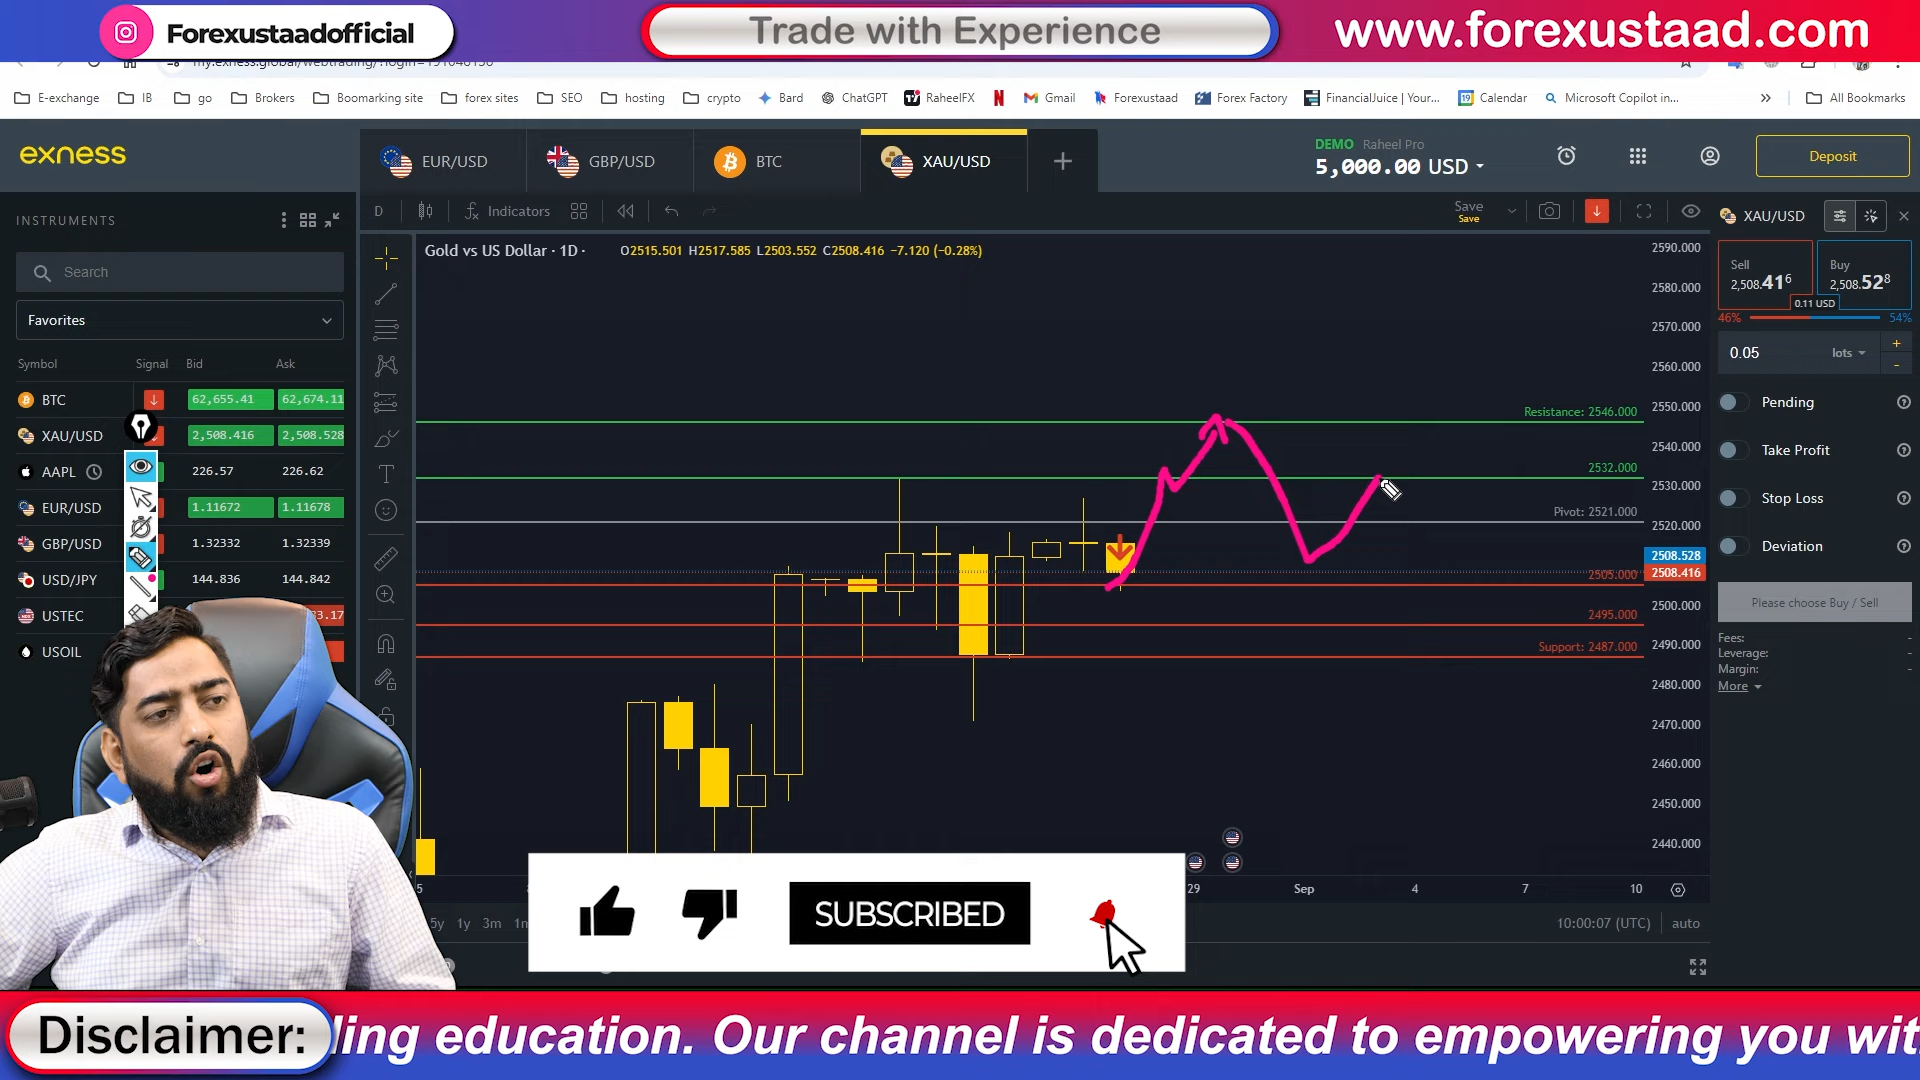 Forexustaadofficial
Trade with Experience
www.forexustaad.com
E-exchange
IB
go
Brokers
Boomarking site
forex sites
SEO
hosting
crypto
Bard
ChatGPT
RaheelFX
Gmail
Forexustaad
Forex Factory
FinancialJuice | Your...
Calendar
Microsoft Copilot in...
All Bookmarks
exness
EUR/USD
GBP/USD
BTC
XAU/USD
DEMO Raheel Pro
5,000.00 USD
Deposit
INSTRUMENTS
Search
Favorites
Symbol Signal Bid Ask
BTC 62,655.41 62,674.11
XAU/USD 2,508.416 2,508.528
AAPL 226.57 226.62
EUR/USD 1.11672 1.11678
GBP/USD 1.32332 1.32339
USD/JPY 144.836 144.842
USTEC 3.17
USOIL
D
Indicators
Save
Save
Gold vs US Dollar · 1D ·
O2515.501 H2517.585 L2503.552 C2508.416 −7.120 (−0.28%)
Resistance: 2546.000
2532.000
Pivot: 2521.000
2505.000
2495.000
Support: 2487.000
2590.000
2580.000
2570.000
2560.000
2550.000
2540.000
2530.000
2520.000
2508.528
2508.416
2500.000
2490.000
2480.000
2470.000
2460.000
2450.000
2440.000
5
29
Sep
4
7
10
5y 1y 3m
10:00:07 (UTC)
auto
XAU/USD
Sell
2,508.416
Buy
2,508.528
0.11 USD
46%
54%
0.05
lots
+
-
Pending
Take Profit
Stop Loss
Deviation
Please choose Buy / Sell
Fees: -
Leverage: -
Margin: -
More
SUBSCRIBED
Disclaimer:
ling education. Our channel is dedicated to empowering you wit